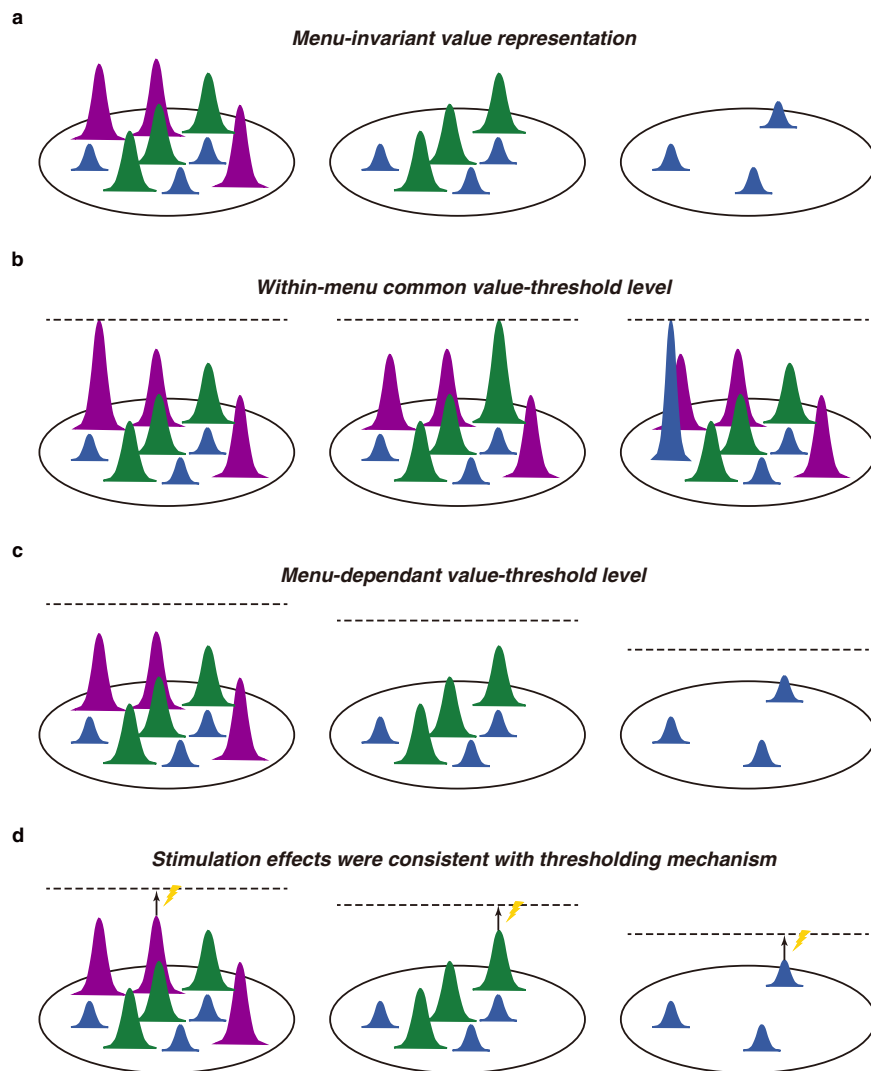 a
Menu-invariant value representation
b
Within-menu common value-threshold level
c
Menu-dependant value-threshold level
d
Stimulation effects were consistent with thresholding mechanism